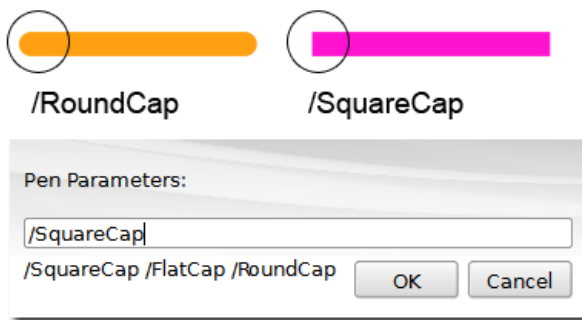 /RoundCap
/SquareCap
Pen Parameters:
/SquareCap
/SquareCap /FlatCap /RoundCap
OK
Cancel